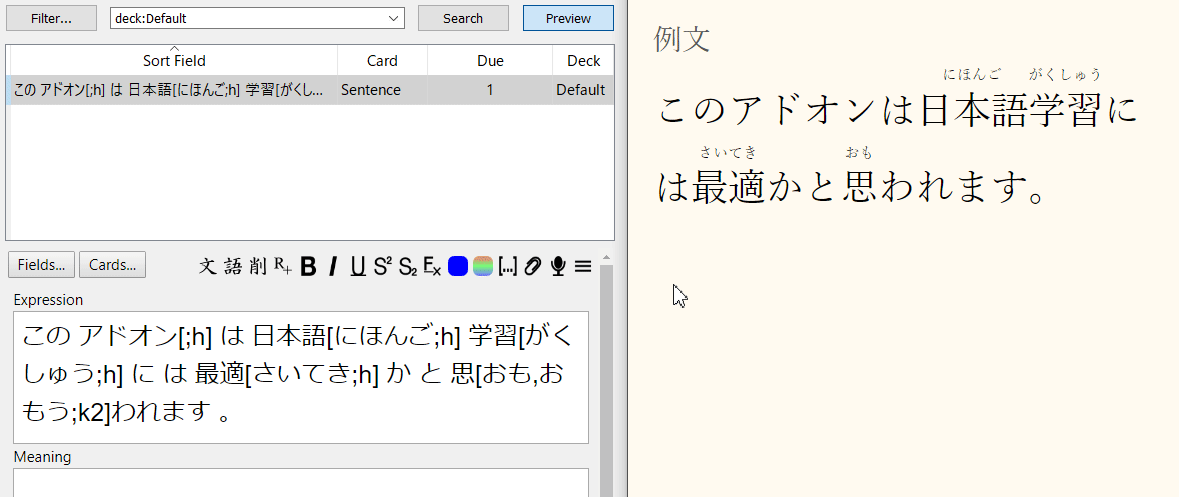 Filter...
deck:Default
Search
Preview
Sort Field
Card
Due
Deck
この アドオン[;h] は 日本語[にほんご;h] 学習[がくし...
Sentence
1
Default
Fields...
Cards...
文 語 削 R+ B I U S² S₂ Ex [...]
Expression
この アドオン[;h] は 日本語[にほんご;h] 学習[がく
しゅう;h] に は 最適[さいてき;h] か と 思[おも,お
もう;k2]われます 。
Meaning
例文
にほんご がくしゅう
このアドオンは日本語学習に
さいてき おも
は最適かと思われます。